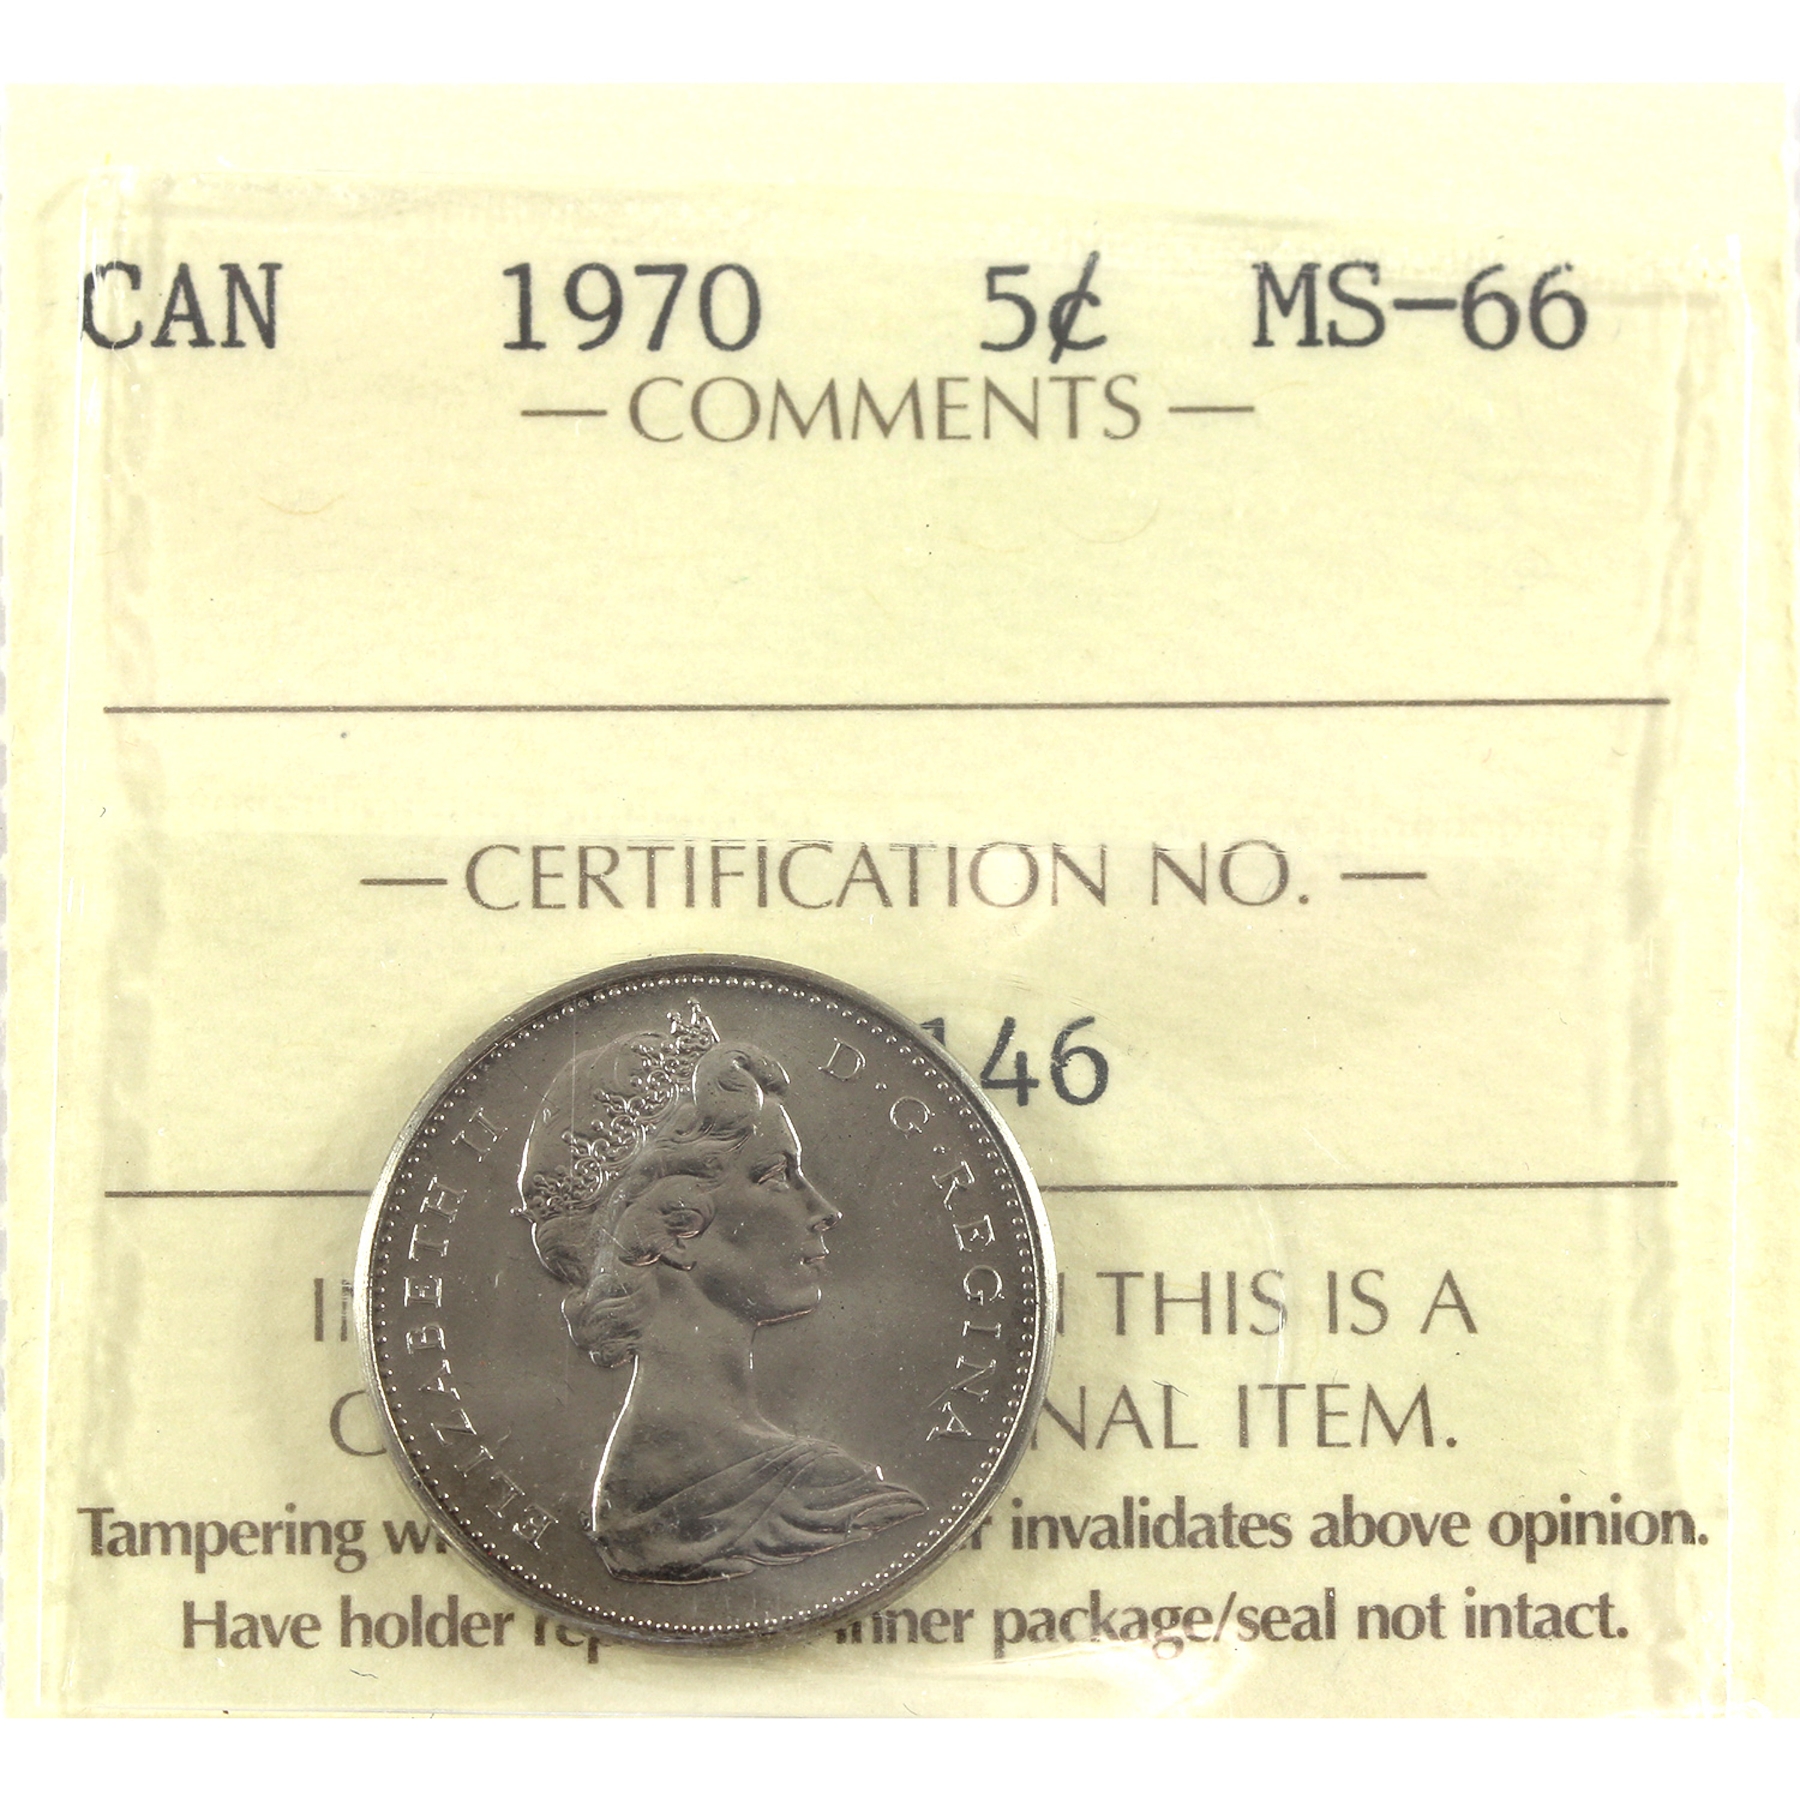 CAN 1970 5¢ MS-66
— COMMENTS —
— CERTIFICATION NO. —
146
ELIZABETH II D·G·REGINA
THIS IS A
ITEM.
Tampering invalidates above opinion.
Have holder inner package/seal not intact.